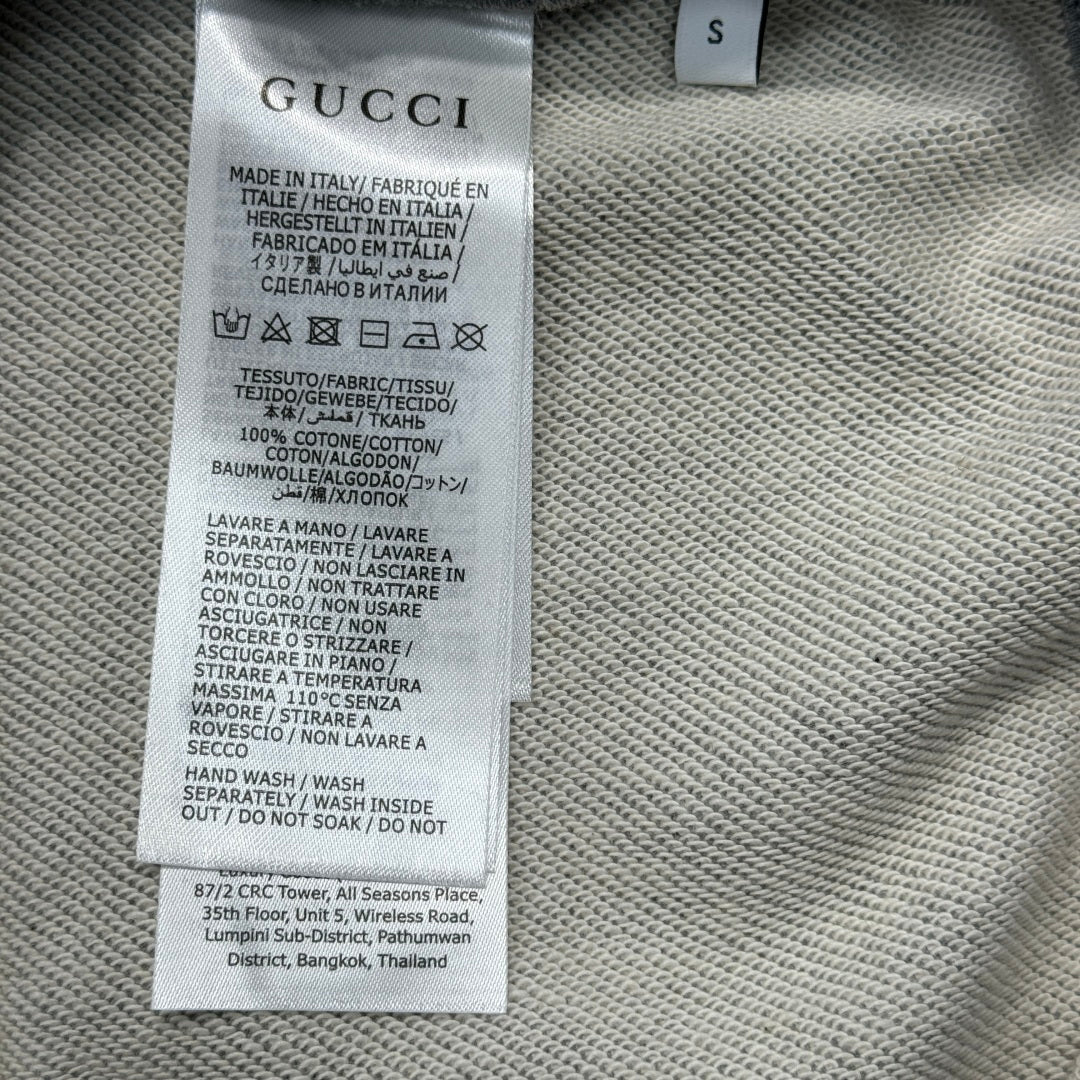 S
GUCCI
MADE IN ITALY/ FABRIQUÉ EN
ITALIE / HECHO EN ITALIA /
HERGESTELLT IN ITALIEN /
FABRICADO EM ITÁLIA /
イタリア製 / صنع في ايطاليا /
СДЕЛАНО В ИТАЛИИ
TESSUTO/FABRIC/TISSU/
TEJIDO/GEWEBE/TECIDO/
本体/قملش/ ТКАНЬ
100% COTONE/COTTON/
COTON/ALGODON/
BAUMWOLLE/ALGODÃO/コットン/
قطن/棉/ХЛОПОК
LAVARE A MANO / LAVARE
SEPARATAMENTE / LAVARE A
ROVESCIO / NON LASCIARE IN
AMMOLLO / NON TRATTARE
CON CLORO / NON USARE
ASCIUGATRICE / NON
TORCERE O STRIZZARE /
ASCIUGARE IN PIANO /
STIRARE A TEMPERATURA
MASSIMA 110°C SENZA
VAPORE / STIRARE A
ROVESCIO / NON LAVARE A
SECCO
HAND WASH / WASH
SEPARATELY / WASH INSIDE
OUT / DO NOT SOAK / DO NOT
87/2 CRC Tower, All Seasons Place,
35th Floor, Unit 5, Wireless Road,
Lumpini Sub-District, Pathumwan
District, Bangkok, Thailand